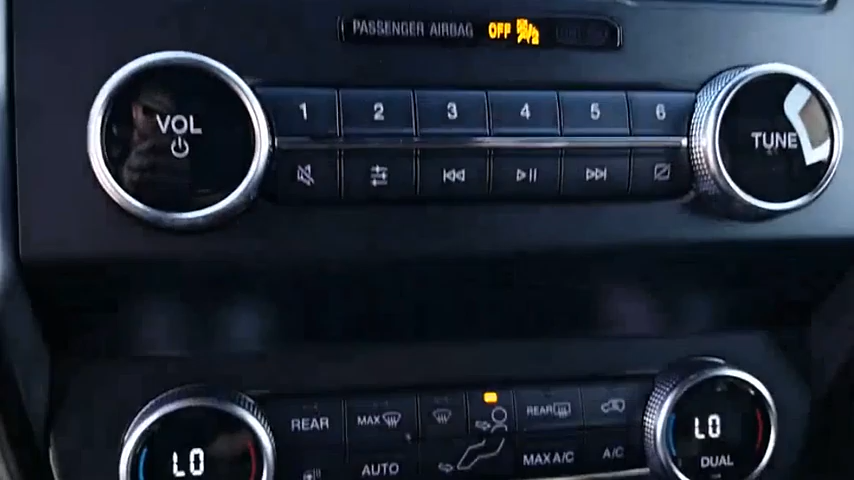 PASSENGER AIRBAG OFF
VOL
1 2 3 4 5 6
TUNE
REAR MAX REAR
LO AUTO MAX A/C A/C LO
DUAL